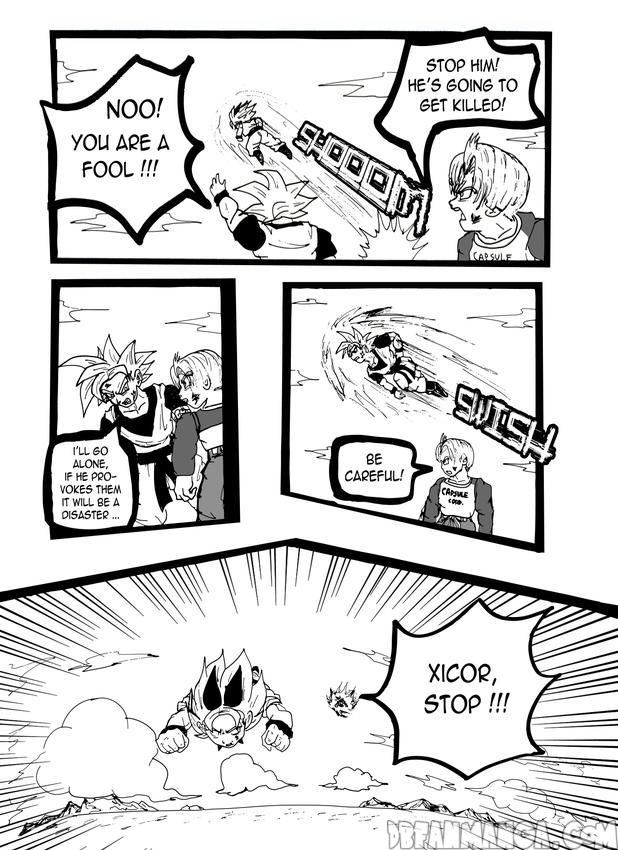 NOO!
YOU ARE A
FOOL !!!
STOP HIM!
HE'S GOING TO
GET KILLED!
SHOOOO
CAPSULE
I'LL GO
ALONE,
IF HE PRO-
VOKES THEM
IT WILL BE A
DISASTER ...
SWISH
BE
CAREFUL!
CAPSULE
CORP.
XICOR,
STOP !!!
DBFANMANGA.COM